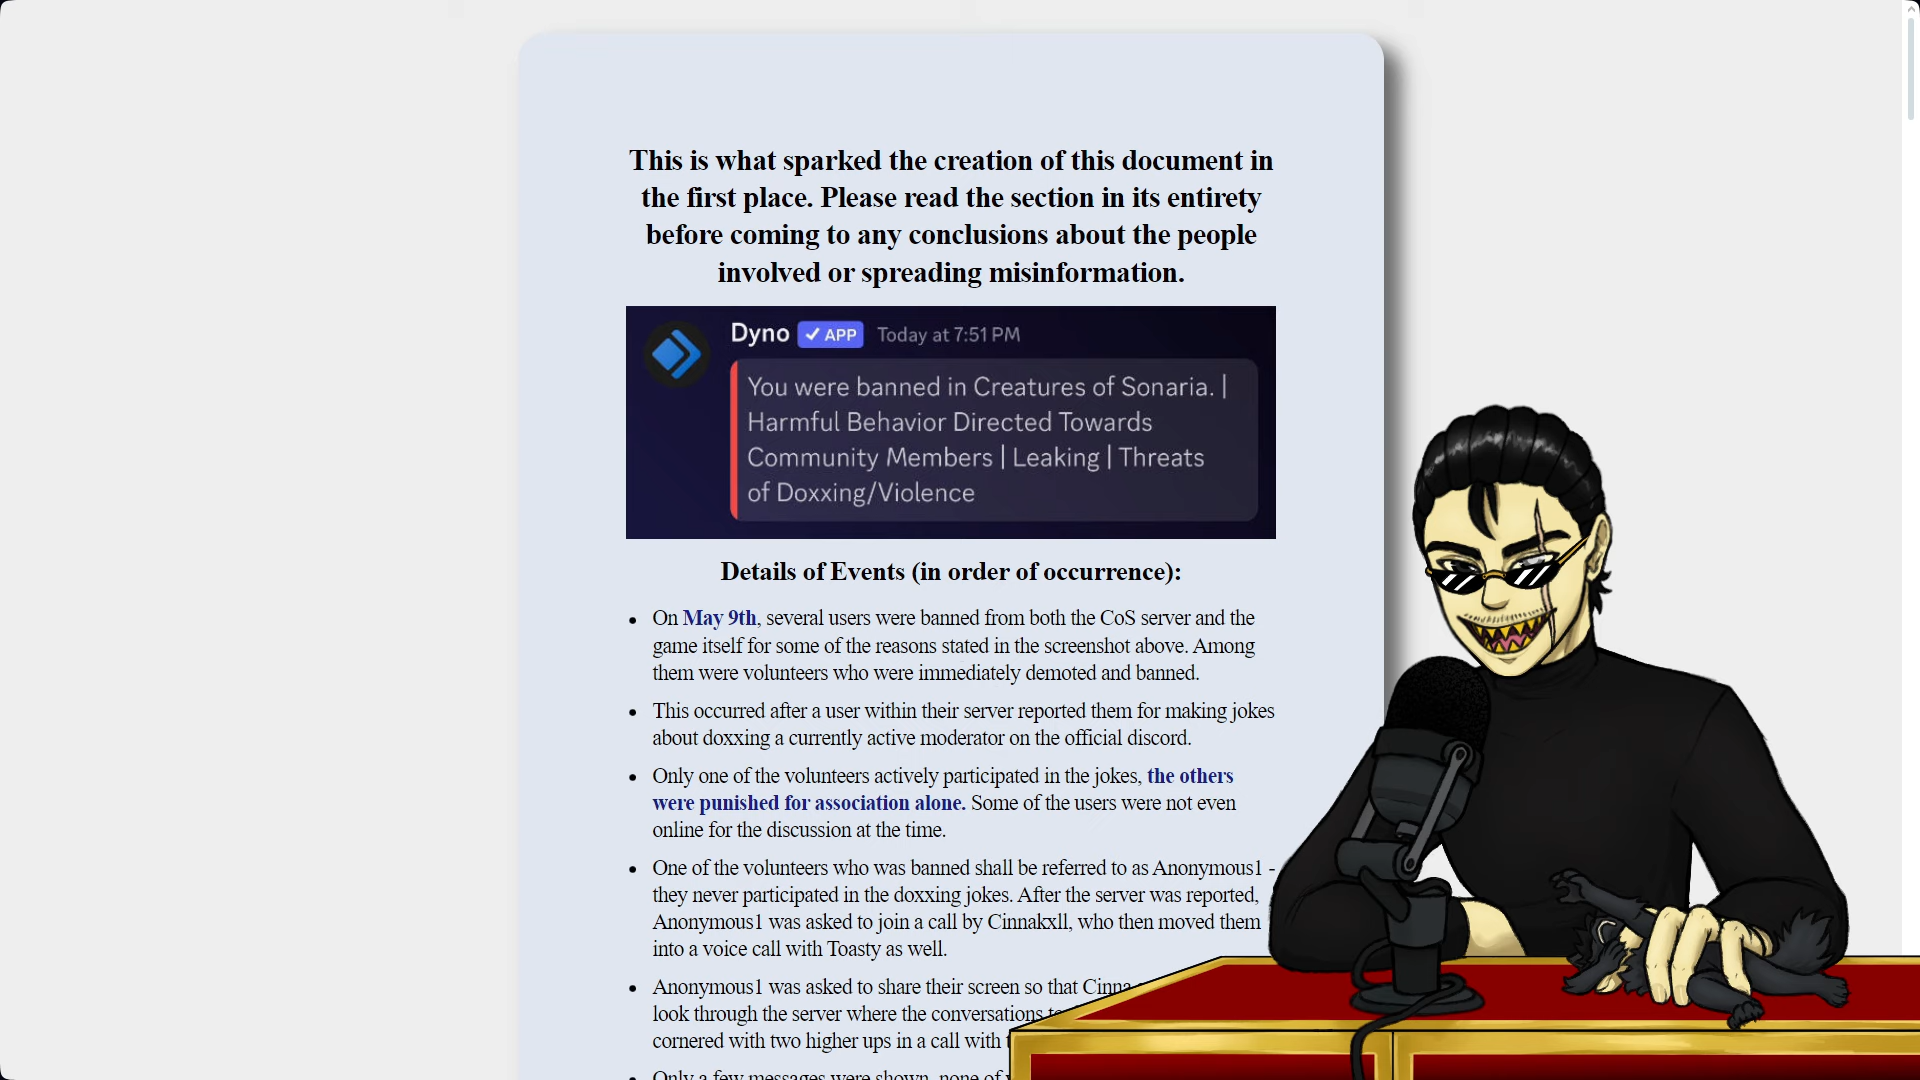 This is what sparked the creation of this document in
the first place. Please read the section in its entirety
before coming to any conclusions about the people
involved or spreading misinformation.
Dyno ✓ APP Today at 7:51 PM
You were banned in Creatures of Sonaria. |
Harmful Behavior Directed Towards
Community Members | Leaking | Threats
of Doxxing/Violence
Details of Events (in order of occurrence):
• On May 9th, several users were banned from both the CoS server and the
game itself for some of the reasons stated in the screenshot above. Among
them were volunteers who were immediately demoted and banned.
• This occurred after a user within their server reported them for making jokes
about doxxing a currently active moderator on the official discord.
• Only one of the volunteers actively participated in the jokes, the others
were punished for association alone. Some of the users were not even
online for the discussion at the time.
• One of the volunteers who was banned shall be referred to as Anonymous1 -
they never participated in the doxxing jokes. After the server was reported,
Anonymous1 was asked to join a call by Cinnakxll, who then moved them
into a voice call with Toasty as well.
• Anonymous1 was asked to share their screen so that Cinna
look through the server where the conversations
cornered with two higher ups in a call with
• Only a few messages were shown, none of